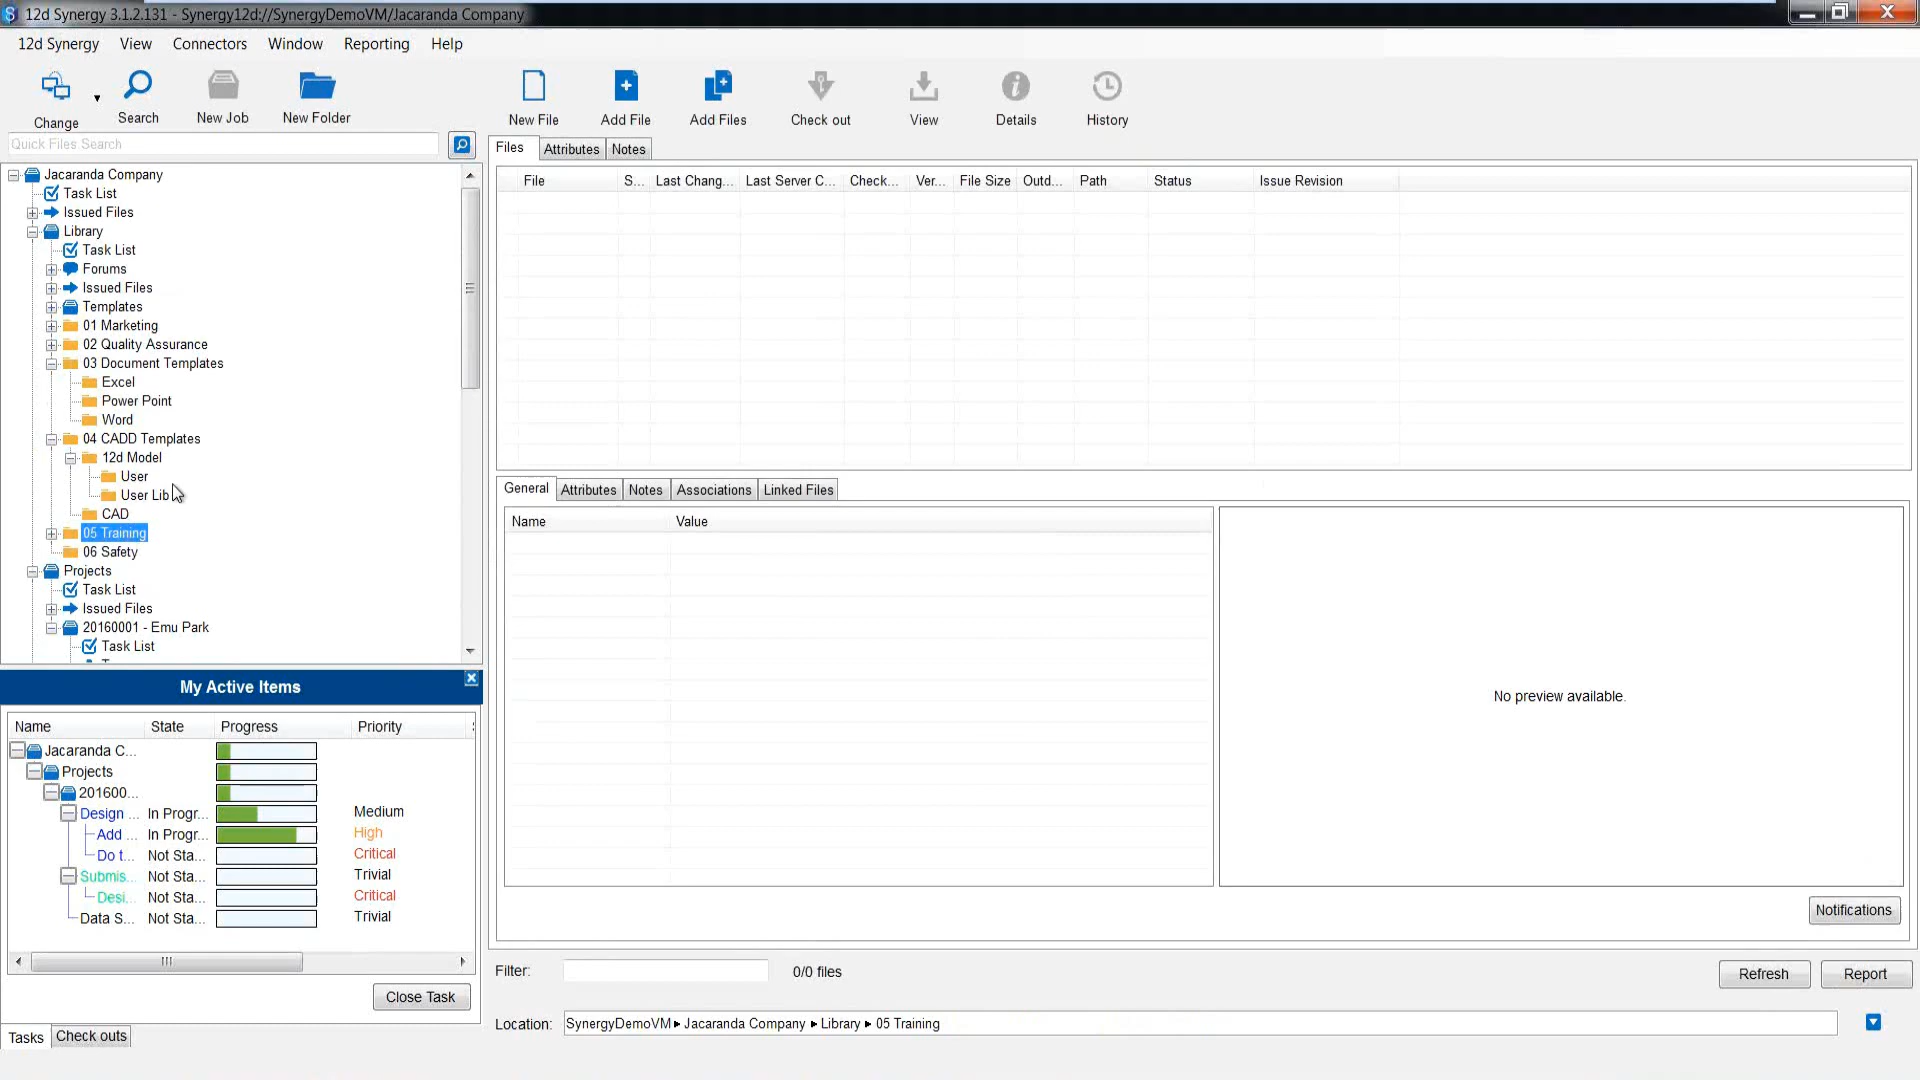 12d Synergy 3.1.2.131 - Synergy12d://SynergyDemoVM/Jacaranda Company
12d Synergy View Connectors Window Reporting Help
Change Search New Job New Folder New File Add File Add Files Check out View Details History
Quick Files Search
Files Attributes Notes
File S... Last Chang... Last Server C... Check... Ver... File Size Outd... Path Status Issue Revision
Jacaranda Company
Task List
Issued Files
Library
Task List
Forums
Issued Files
Templates
01 Marketing
02 Quality Assurance
03 Document Templates
Excel
Power Point
Word
04 CADD Templates
12d Model
User
User Lib
CAD
05 Training
06 Safety
Projects
Task List
Issued Files
20160001 - Emu Park
Task List
General Attributes Notes Associations Linked Files
Name Value
No preview available.
Notifications
My Active Items
Name State Progress Priority
Jacaranda C...
Projects
201600...
Design ... In Progr... Medium
Add ... In Progr... High
Do t... Not Sta... Critical
Submis... Not Sta... Trivial
Desi... Not Sta... Critical
Data S... Not Sta... Trivial
Close Task
Tasks Check outs
Filter: 0/0 files Refresh Report
Location: SynergyDemoVM ▸ Jacaranda Company ▸ Library ▸ 05 Training